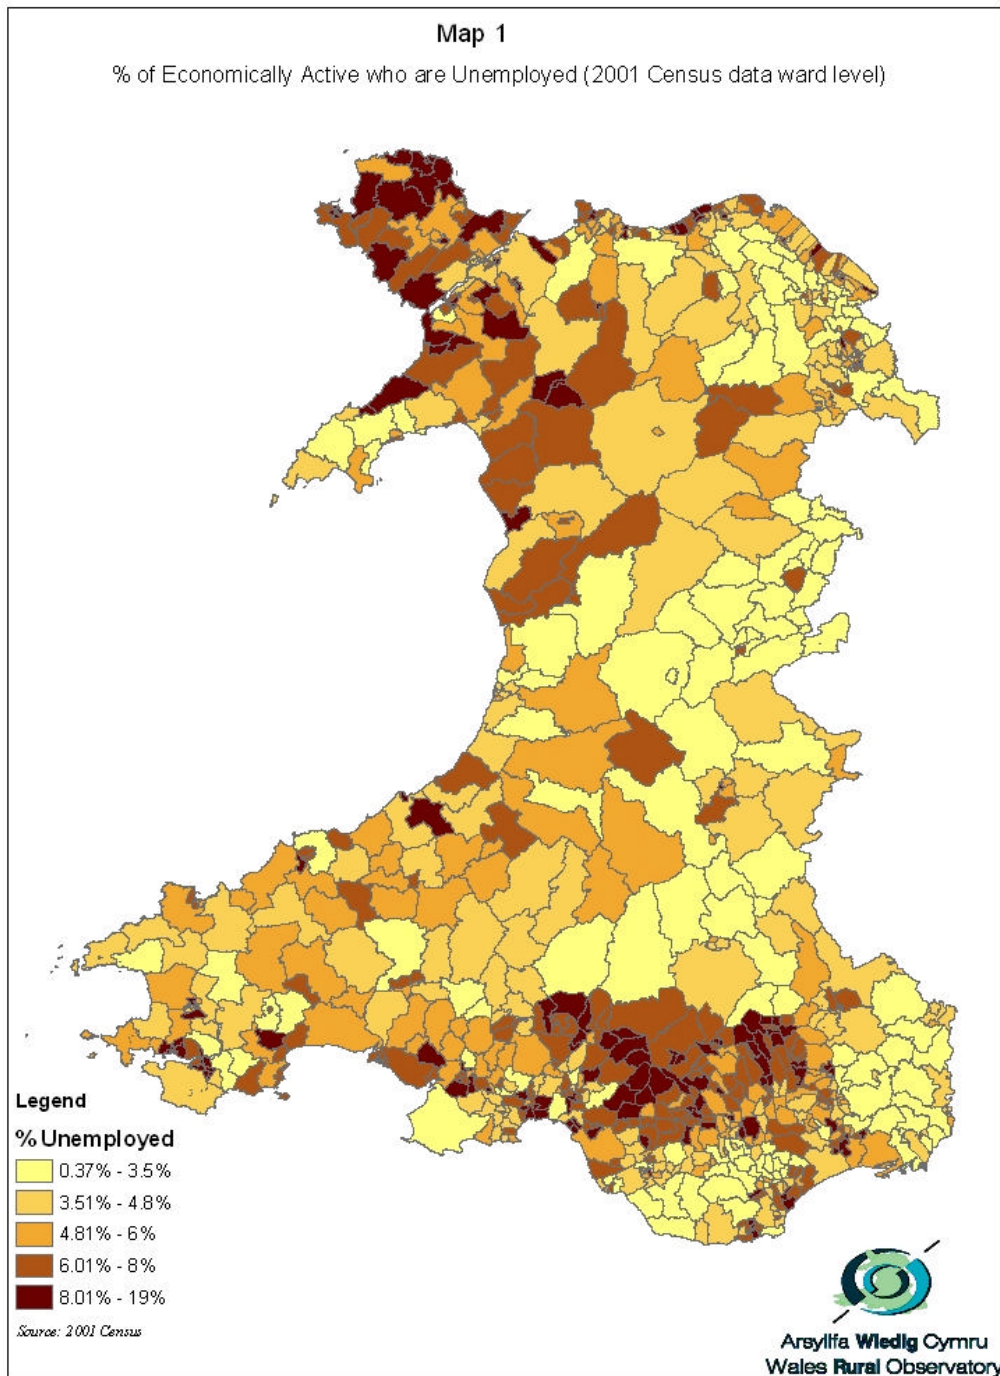 Map 1
% of Economically Active who are Unemployed (2001 Census data ward level)
Legend
% Unemployed
0.37% - 3.5%
3.51% - 4.8%
4.81% - 6%
6.01% - 8%
8.01% - 19%
Source: 2001 Census
Arsyllfa Wledig Cymru
Wales Rural Observatory